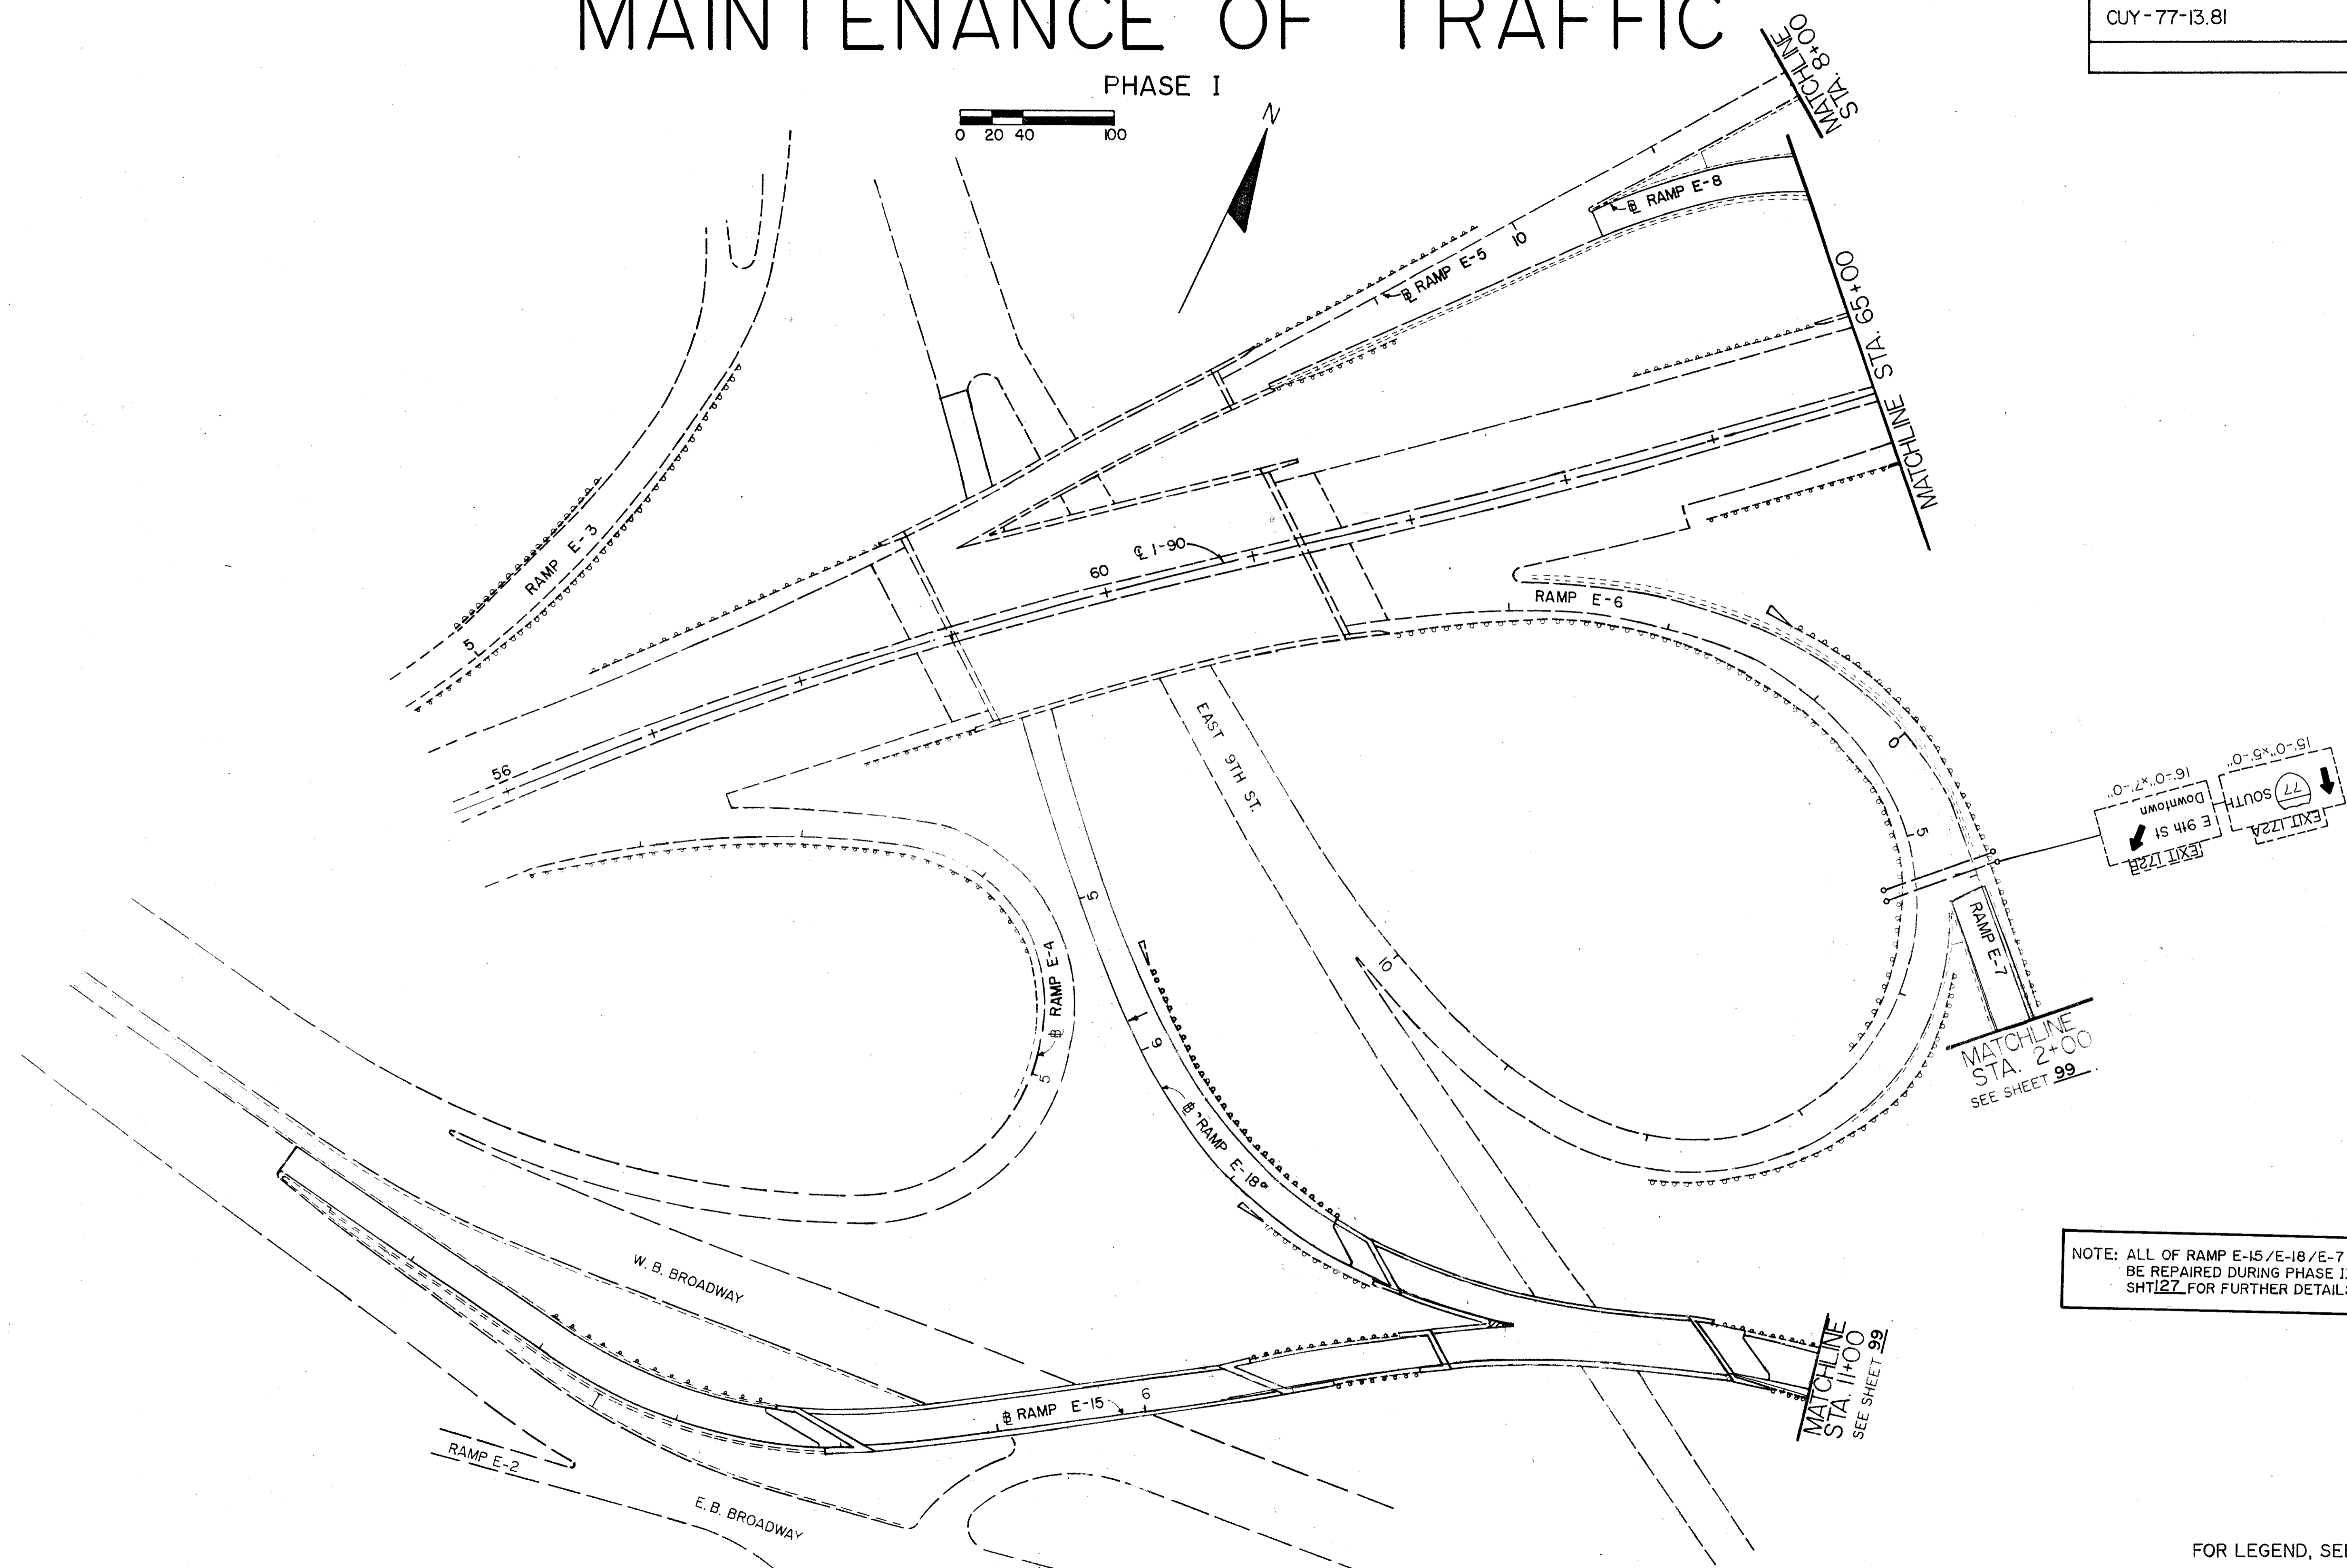 MAINTENANCE OF TRAFFIC
PHASE I
0 20 40 100
N
CUY-77-13.81
MATCHLINE
STA. 8+00
℄ RAMP E-8
10
RAMP E-5
MATCHLINE STA. 65+00
RAMP E-3
5
℄ I-90
60
56
RAMP E-6
EAST 9TH ST.
6
5
15'-0"x5'-0"
16'-0"x7'-0"
77 SOUTH
EXIT 172A
E 9th St
Downtown
EXIT 172B
RAMP E-7
MATCHLINE
STA. 2+00
SEE SHEET 99
10
5
RAMP E-4
5
6
RAMP E-18
W. B. BROADWAY
NOTE: ALL OF RAMP E-15/E-18/E-7
BE REPAIRED DURING PHASE
SHT 127 FOR FURTHER
MATCHLINE
STA. 11+00
SEE SHEET 99
RAMP E-15
6
RAMP E-2
E. B. BROADWAY
FOR LEGEND,